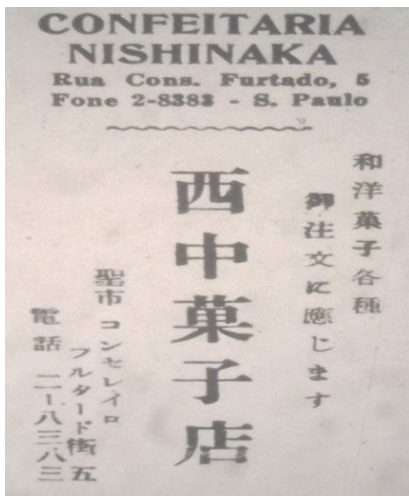 CONFEITARIA
NISHINAKA
Rua Cons. Furtado, 5
Fone 2-8383 - S. Paulo
和洋菓子各種
御注文に應じます
西中菓子店
聖市 コンセレイロ
フルタード街五
電話 二-八三八三